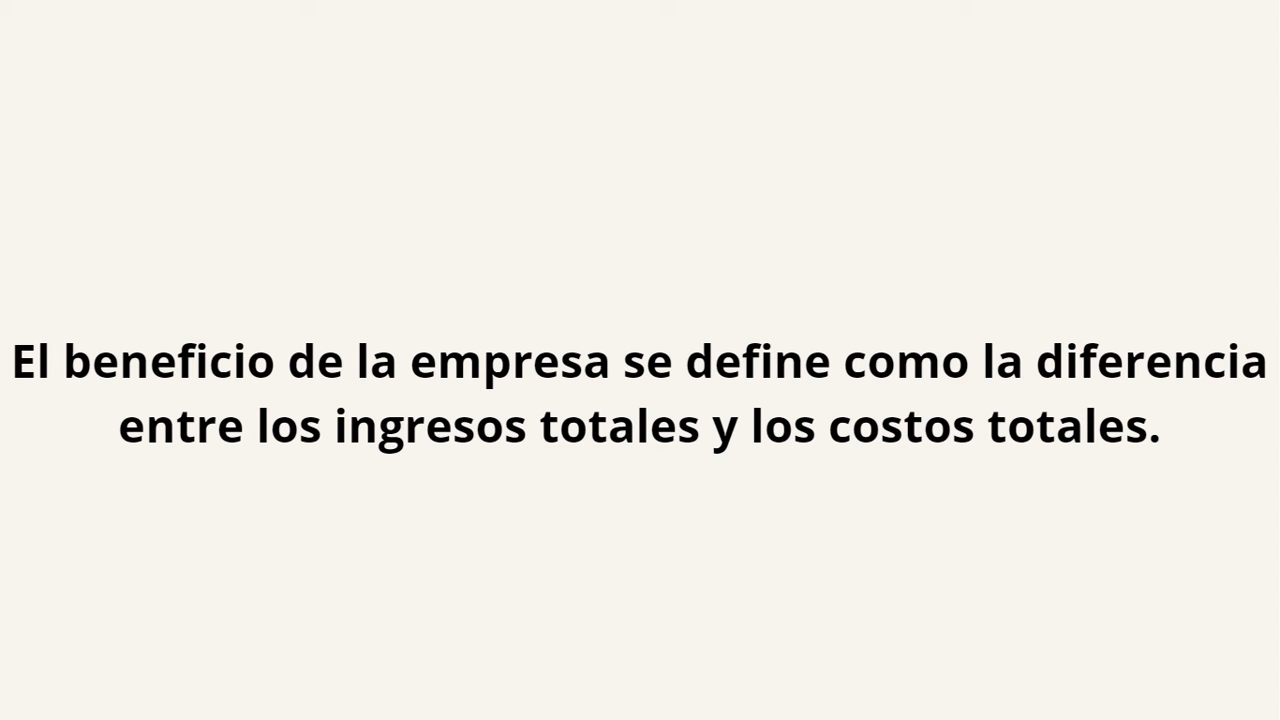 El beneficio de la empresa se define como la diferencia
entre los ingresos totales y los costos totales.